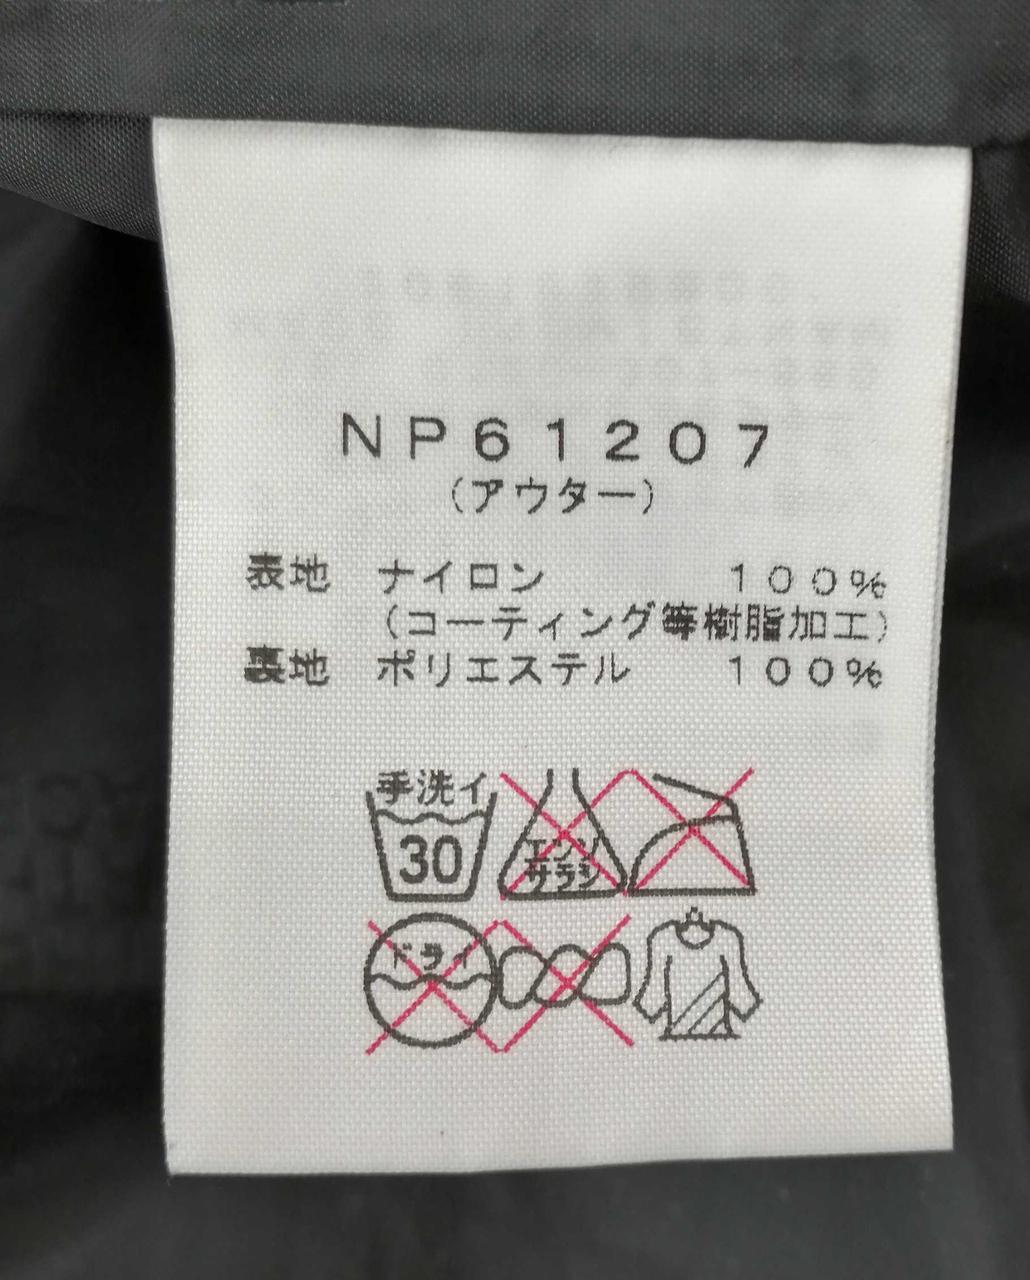 NP61207
(アウター)
表地 ナイロン 100%
(コーティング等樹脂加工)
裏地 ポリエステル 100%
手洗イ
30
エンソ
サラシ
ドライ